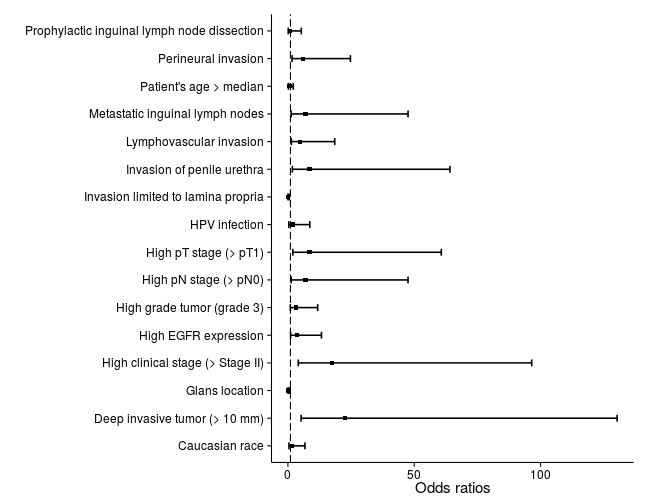 Prophylactic inguinal lymph node dissection
Perineural invasion
Patient's age > median
Metastatic inguinal lymph nodes
Lymphovascular invasion
Invasion of penile urethra
Invasion limited to lamina propria
HPV infection
High pT stage (> pT1)
High pN stage (> pN0)
High grade tumor (grade 3)
High EGFR expression
High clinical stage (> Stage II)
Glans location
Deep invasive tumor (> 10 mm)
Caucasian race
0 50 100
Odds ratios